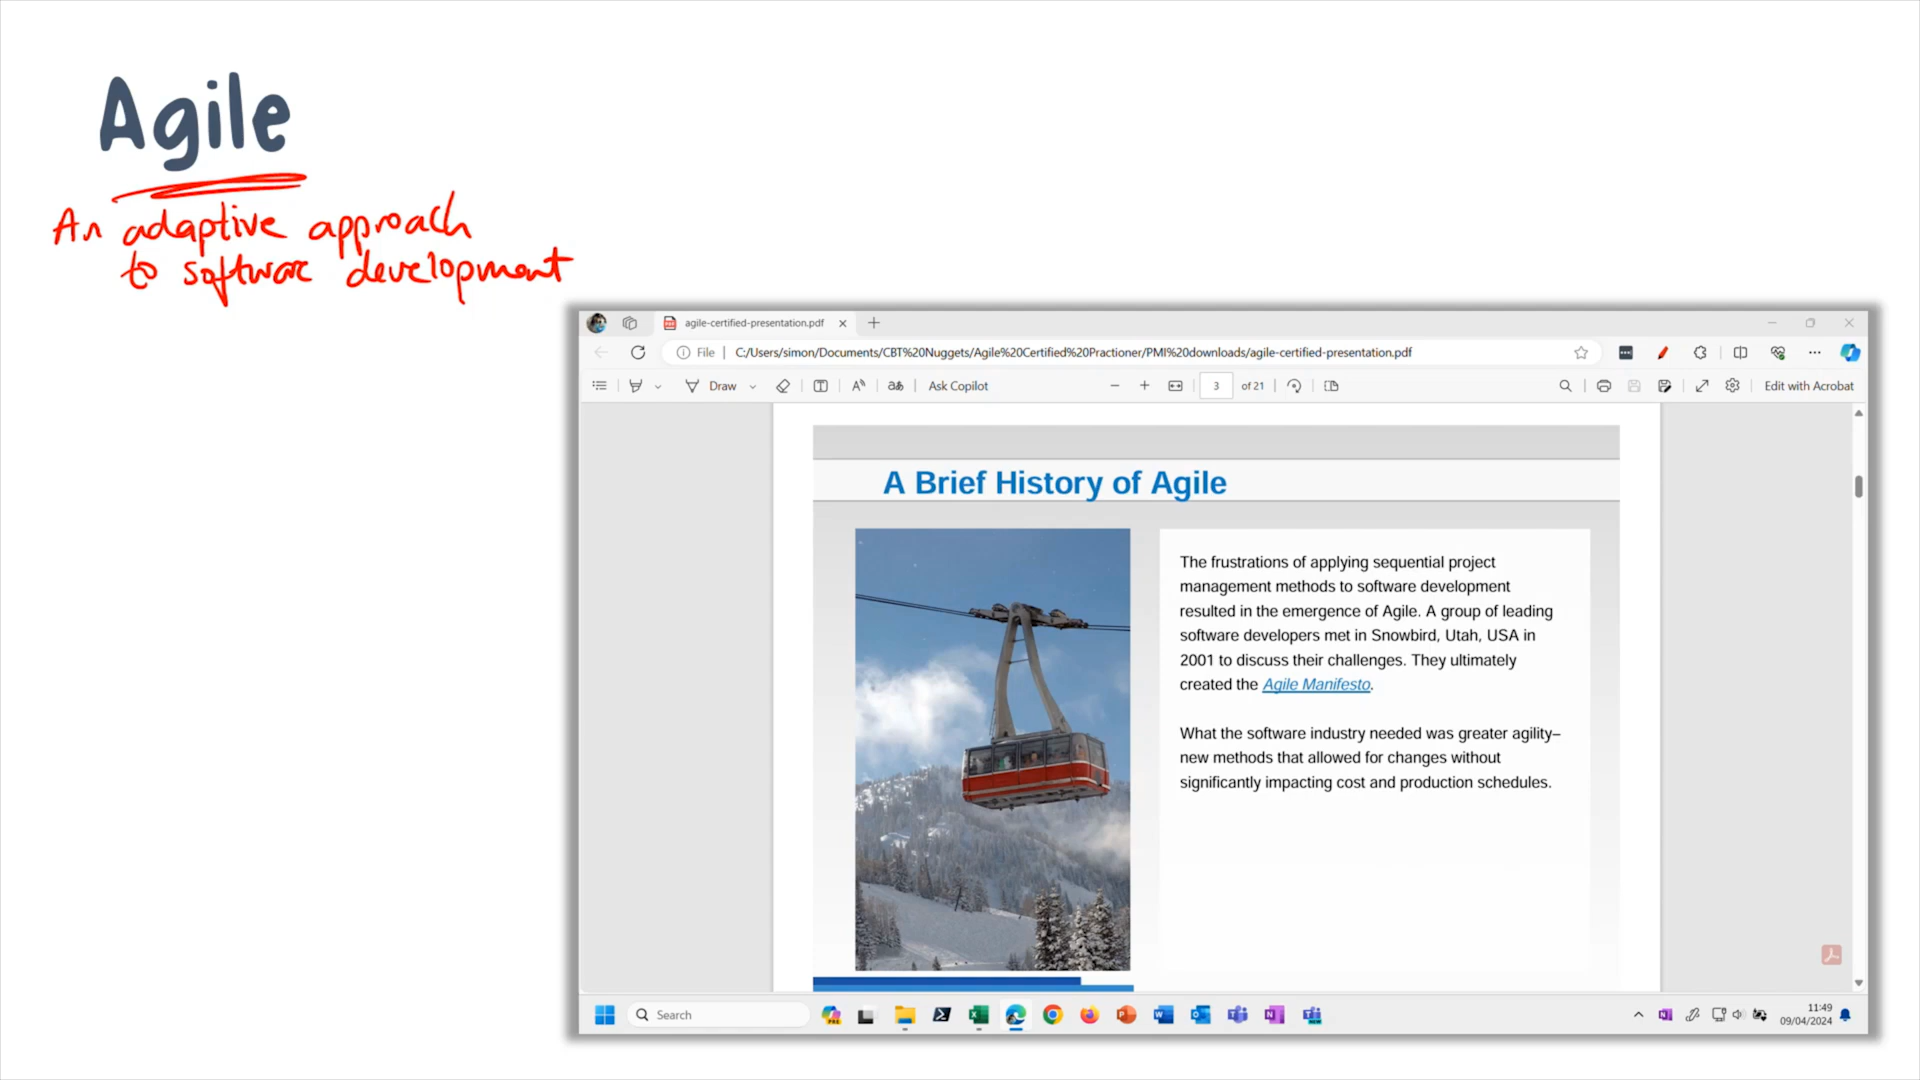 Agile
An adaptive approach
to software development
agile-certified-presentation.pdf
File C:/Users/simon/Documents/CBT%20Nuggets/Agile%20Certified%20Practioner/PMI%20downloads/agile-certified-presentation.pdf
Draw Ask Copilot 3 of 21 Edit with Acrobat
A Brief History of Agile
The frustrations of applying sequential project
management methods to software development
resulted in the emergence of Agile. A group of leading
software developers met in Snowbird, Utah, USA in
2001 to discuss their challenges. They ultimately
created the Agile Manifesto.
What the software industry needed was greater agility–
new methods that allowed for changes without
significantly impacting cost and production schedules.
Search
11:49
09/04/2024